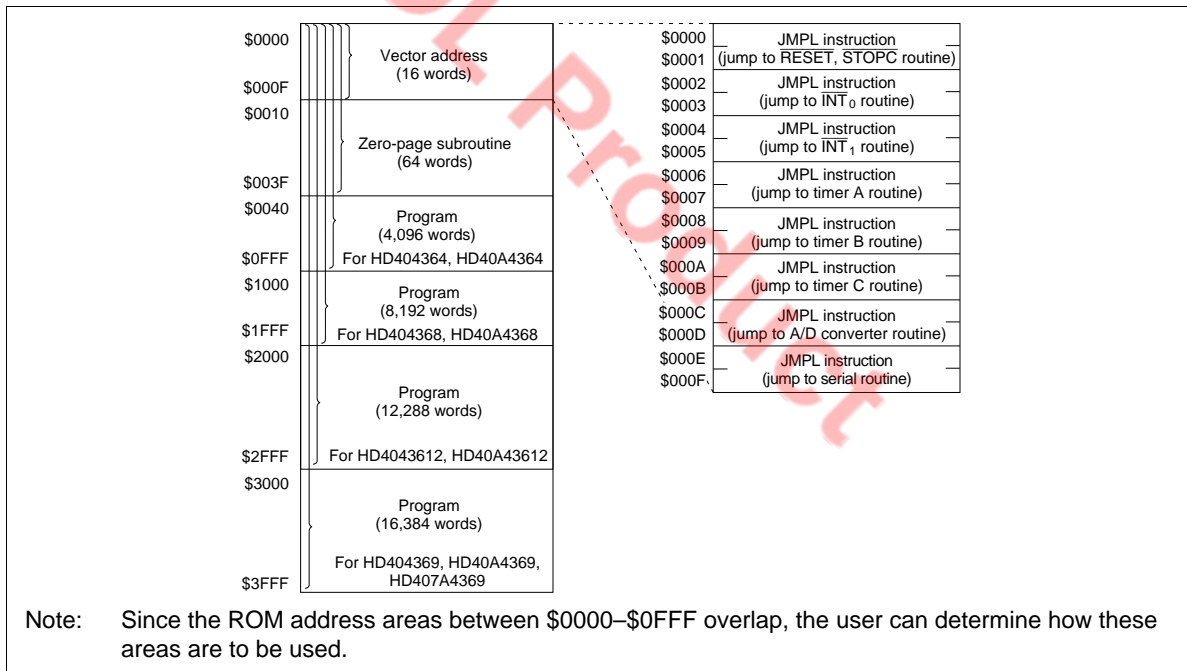 $0000
Vector address
(16 words)
$000F
$0010
Zero-page subroutine
(64 words)
$003F
$0040
Program
(4,096 words)
$0FFF
For HD404364, HD40A4364
$1000
Program
(8,192 words)
$1FFF
For HD404368, HD40A4368
$2000
Program
(12,288 words)
$2FFF
For HD4043612, HD40A43612
$3000
Program
(16,384 words)
For HD404369, HD40A4369,
HD407A4369
$3FFF
$0000
JMPL instruction
$0001
(jump to RESET, STOPC routine)
$0002
JMPL instruction
$0003
(jump to INT0 routine)
$0004
JMPL instruction
$0005
(jump to INT1 routine)
$0006
JMPL instruction
$0007
(jump to timer A routine)
$0008
JMPL instruction
$0009
(jump to timer B routine)
$000A
JMPL instruction
$000B
(jump to timer C routine)
$000C
JMPL instruction
$000D
(jump to A/D converter routine)
$000E
JMPL instruction
$000F
(jump to serial routine)
Product
Note: Since the ROM address areas between $0000–$0FFF overlap, the user can determine how these
areas are to be used.